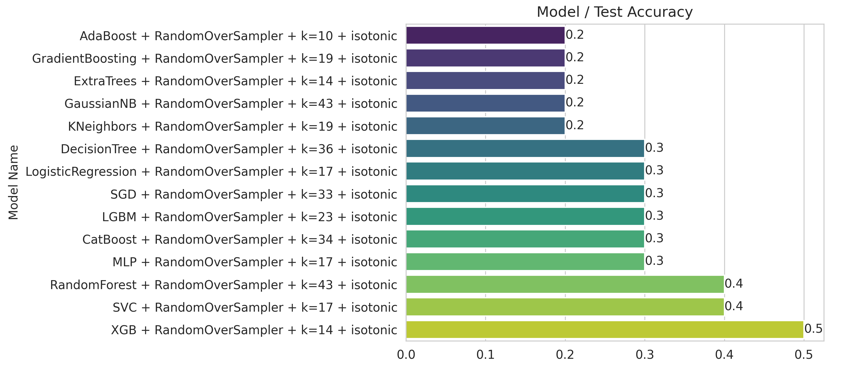 Model / Test Accuracy
Model Name
AdaBoost + RandomOverSampler + k=10 + isotonic 0.2
GradientBoosting + RandomOverSampler + k=19 + isotonic 0.2
ExtraTrees + RandomOverSampler + k=14 + isotonic 0.2
GaussianNB + RandomOverSampler + k=43 + isotonic 0.2
KNeighbors + RandomOverSampler + k=19 + isotonic 0.2
DecisionTree + RandomOverSampler + k=36 + isotonic 0.3
LogisticRegression + RandomOverSampler + k=17 + isotonic 0.3
SGD + RandomOverSampler + k=33 + isotonic 0.3
LGBM + RandomOverSampler + k=23 + isotonic 0.3
CatBoost + RandomOverSampler + k=34 + isotonic 0.3
MLP + RandomOverSampler + k=17 + isotonic 0.3
RandomForest + RandomOverSampler + k=43 + isotonic 0.4
SVC + RandomOverSampler + k=17 + isotonic 0.4
XGB + RandomOverSampler + k=14 + isotonic 0.5
0.0 0.1 0.2 0.3 0.4 0.5